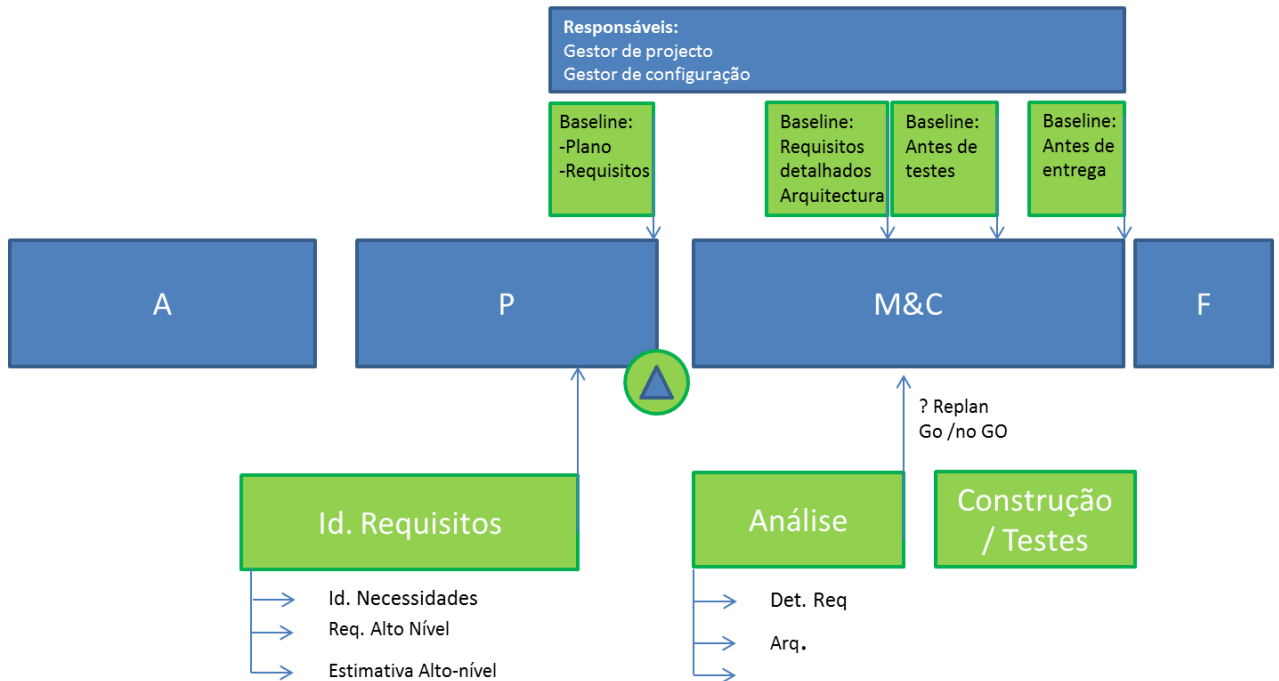 Responsáveis:
Gestor de projecto
Gestor de configuração
Baseline:
-Plano
-Requisitos
Baseline:
Requisitos
detalhados
Arquitectura
Baseline:
Antes de
testes
Baseline:
Antes de
entrega
A
P
M&C
F
? Replan
Go /no GO
Id. Requisitos
Análise
Construção
/ Testes
Id. Necessidades
Req. Alto Nível
Estimativa Alto-nível
Det. Req
Arq.